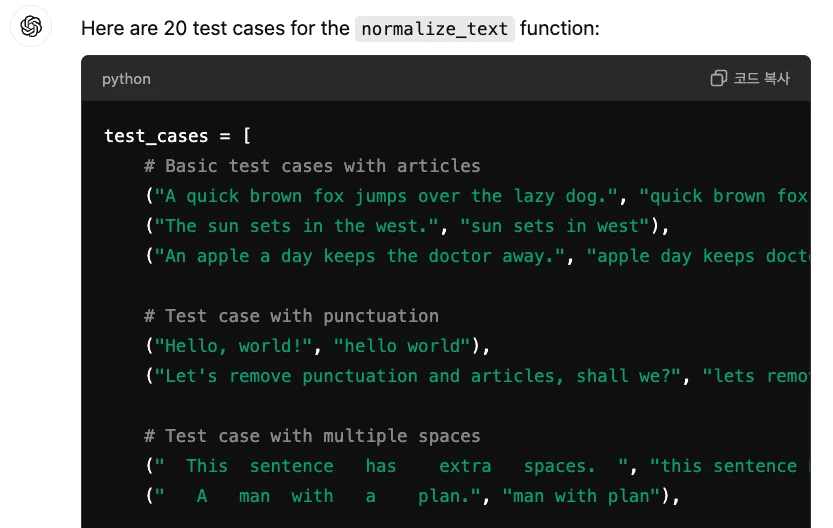 Here are 20 test cases for the normalize_text function:
python 코드 복사
test_cases = [
# Basic test cases with articles
("A quick brown fox jumps over the lazy dog.", "quick brown fox
("The sun sets in the west.", "sun sets in west"),
("An apple a day keeps the doctor away.", "apple day keeps
# Test case with punctuation
("Hello, world!", "hello world"),
("Let's remove punctuation and articles, shall we?", "lets
# Test case with multiple spaces
("  This  sentence   has    extra   spaces.  ", "this sentence
("   A   man  with   a    plan.", "man with plan"),